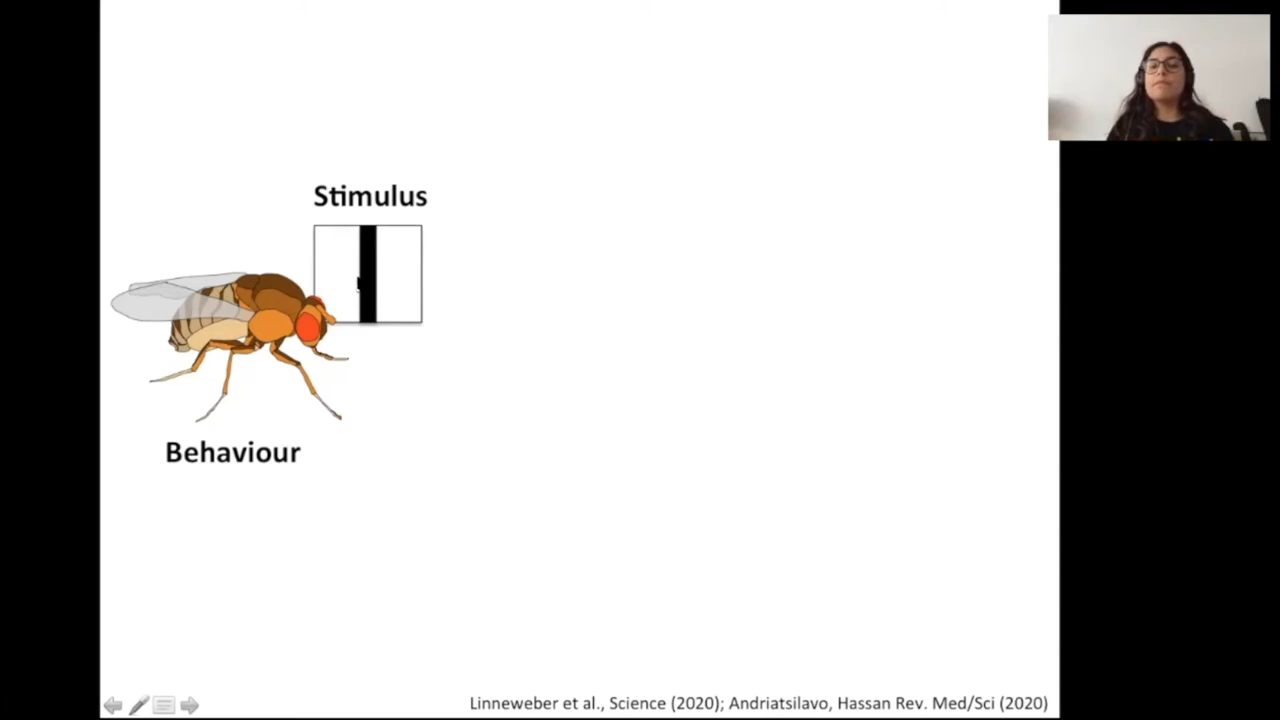 Stimulus
Behaviour
Linneweber et al., Science (2020); Andriatsilavo, Hassan Rev. Med/Sci (2020)